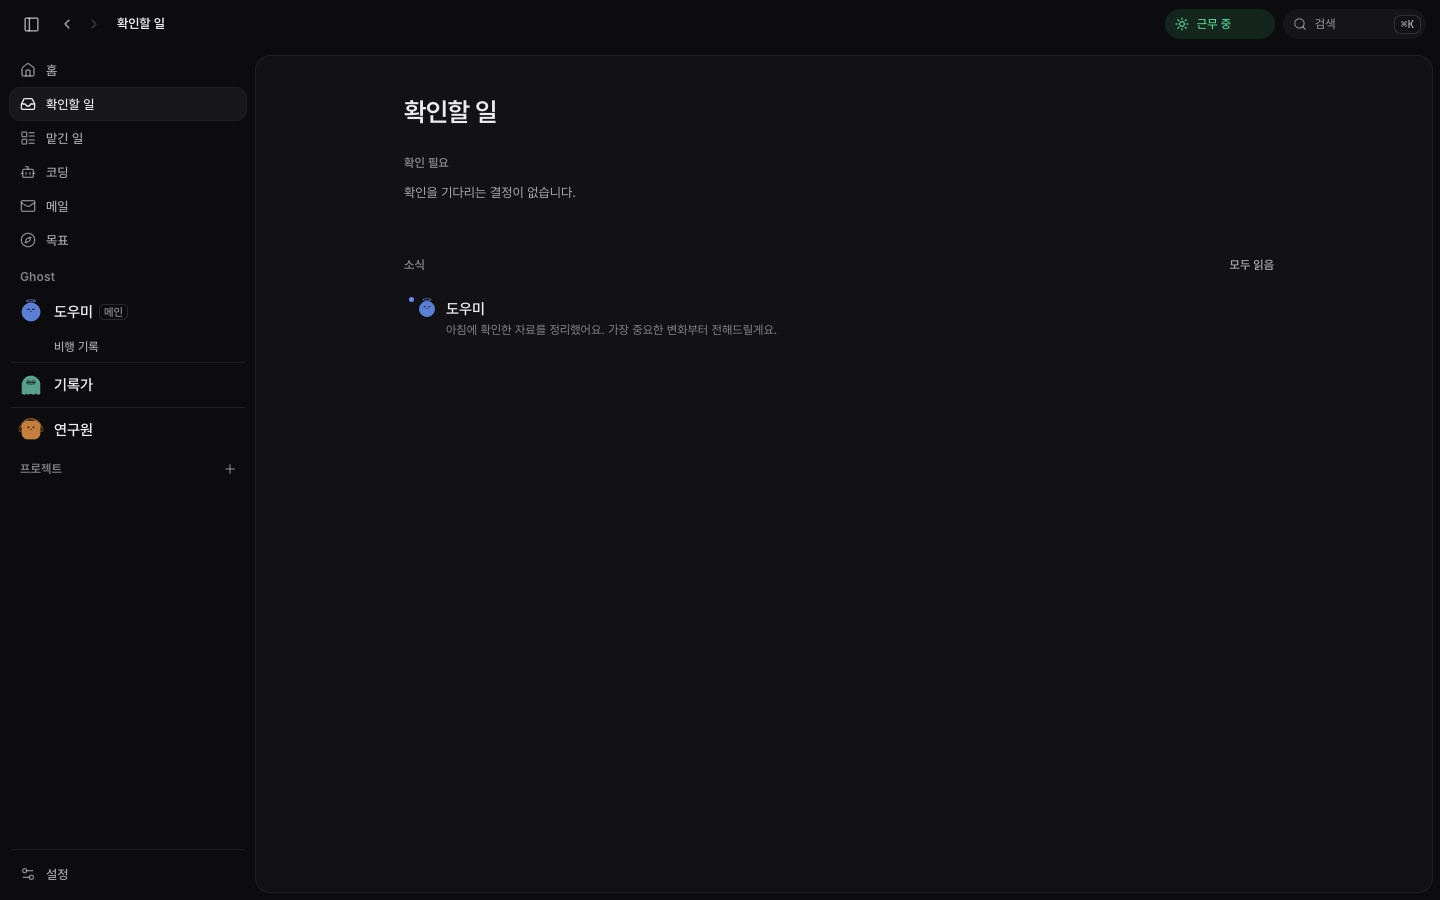 확인할 일
근무 중
검색
⌘K
홈
확인할 일
맡긴 일
코딩
메일
목표
Ghost
도우미 메인
비행 기록
기록가
연구원
프로젝트
설정
확인할 일
확인 필요
확인을 기다리는 결정이 없습니다.
소식
모두 읽음
도우미
아침에 확인한 자료를 정리했어요. 가장 중요한 변화부터 전해드릴게요.